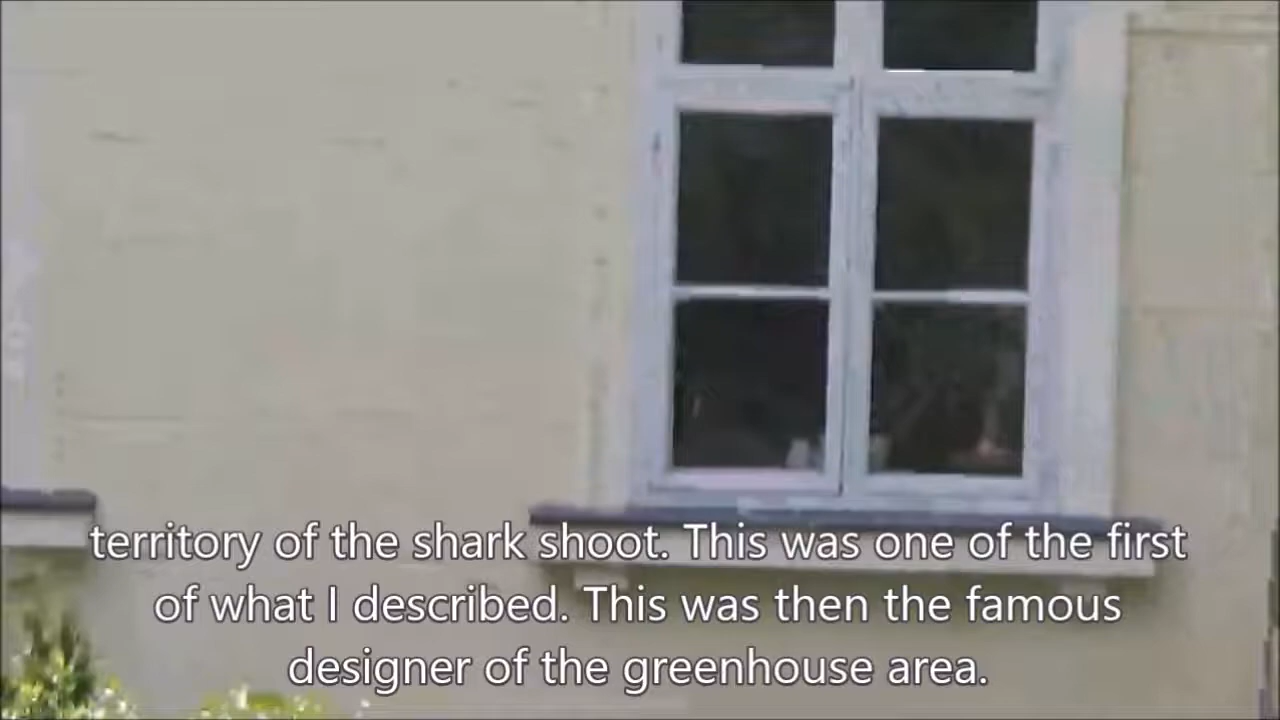 territory of the shark shoot. This was one of the first
of what I described. This was then the famous
designer of the greenhouse area.